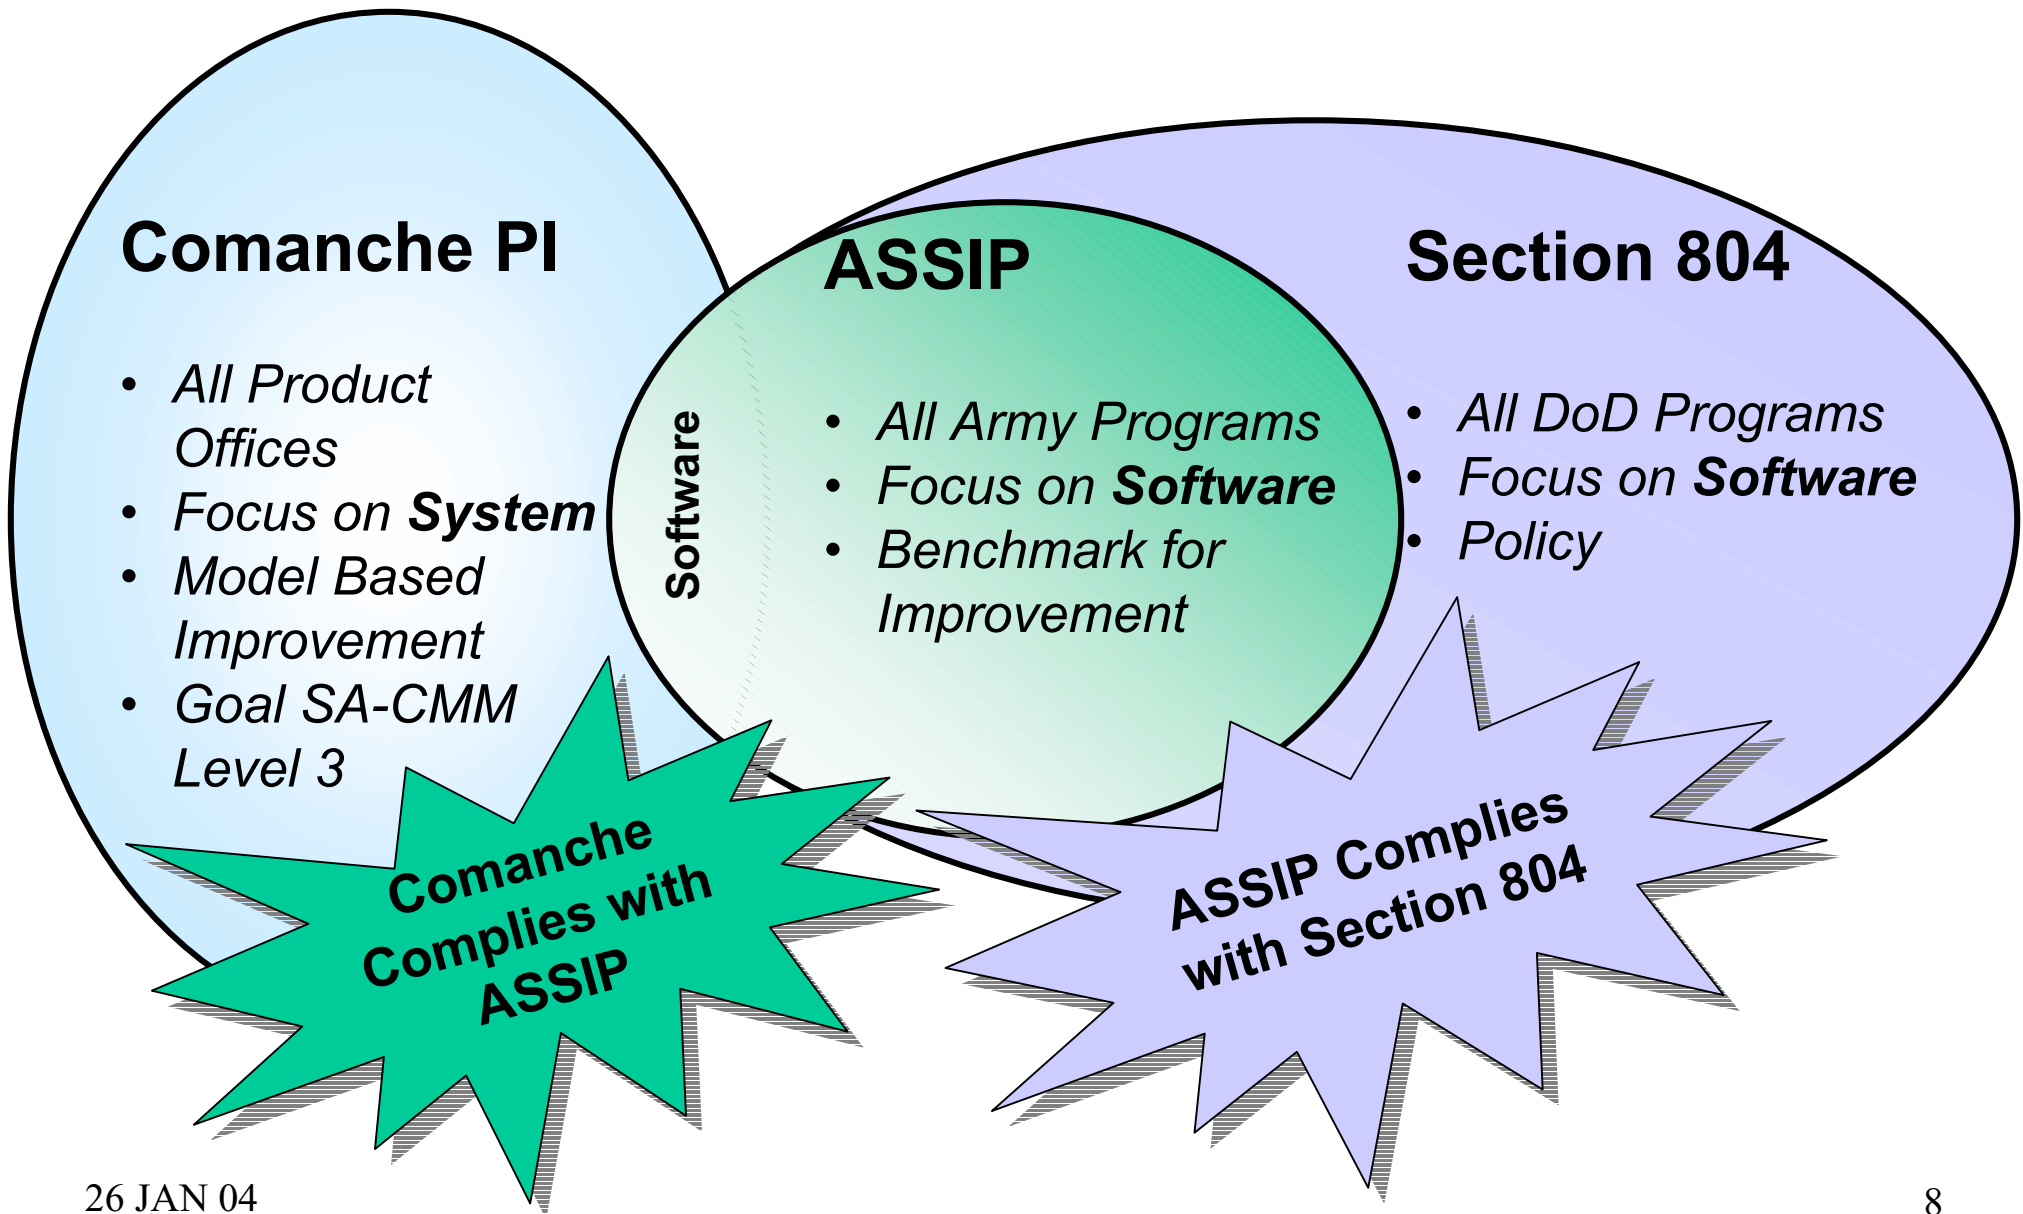 Comanche PI
• All Product
Offices
• Focus on System
• Model Based
Improvement
• Goal SA-CMM
Level 3
Software
ASSIP
• All Army Programs
• Focus on Software
• Benchmark for
Improvement
Section 804
• All DoD Programs
• Focus on Software
• Policy
Comanche
Complies with
ASSIP
ASSIP Complies
with Section 804
26 JAN 04
8